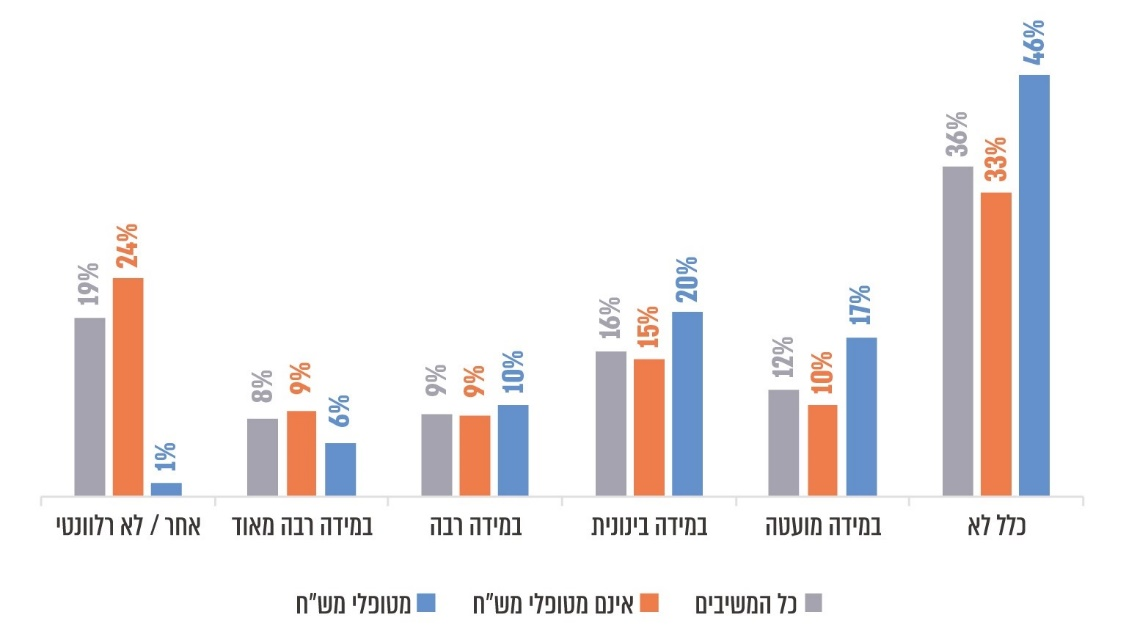 46%
36%
33%
24%
19%
20%
16%
15%
17%
12%
10%
10%
9%
9%
8%
9%
6%
1%
כלל לא
במידה מועטה
במידה בינונית
במידה רבה
במידה רבה מאוד
אחר / לא רלוונטי
כל המשיבים
אינם מטופלי מש"ח
מטופלי מש"ח